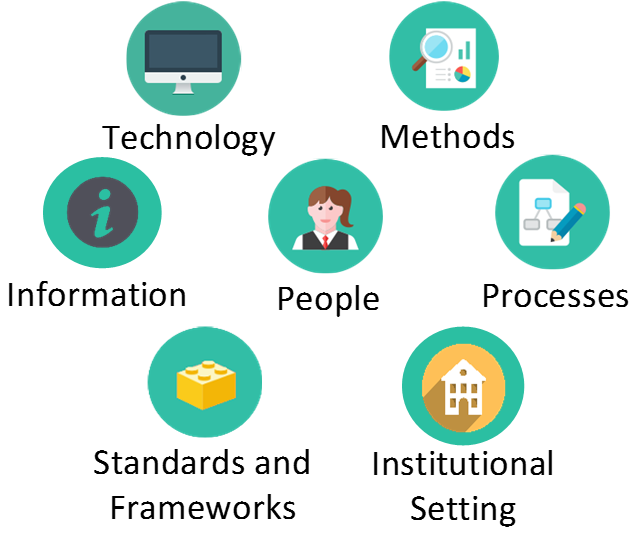 Technology
Methods
Information
People
Processes
Standards and
Frameworks
Institutional
Setting